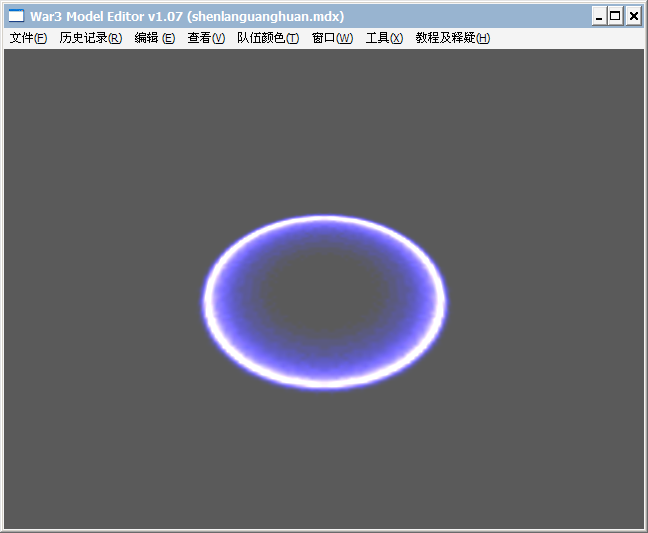 War3 Model Editor v1.07 (shenlanguanghuan.mdx)
文件(F) 历史记录(R) 编辑 (E) 查看(V) 队伍颜色(T) 窗口(W) 工具(X) 教程及释疑(H)